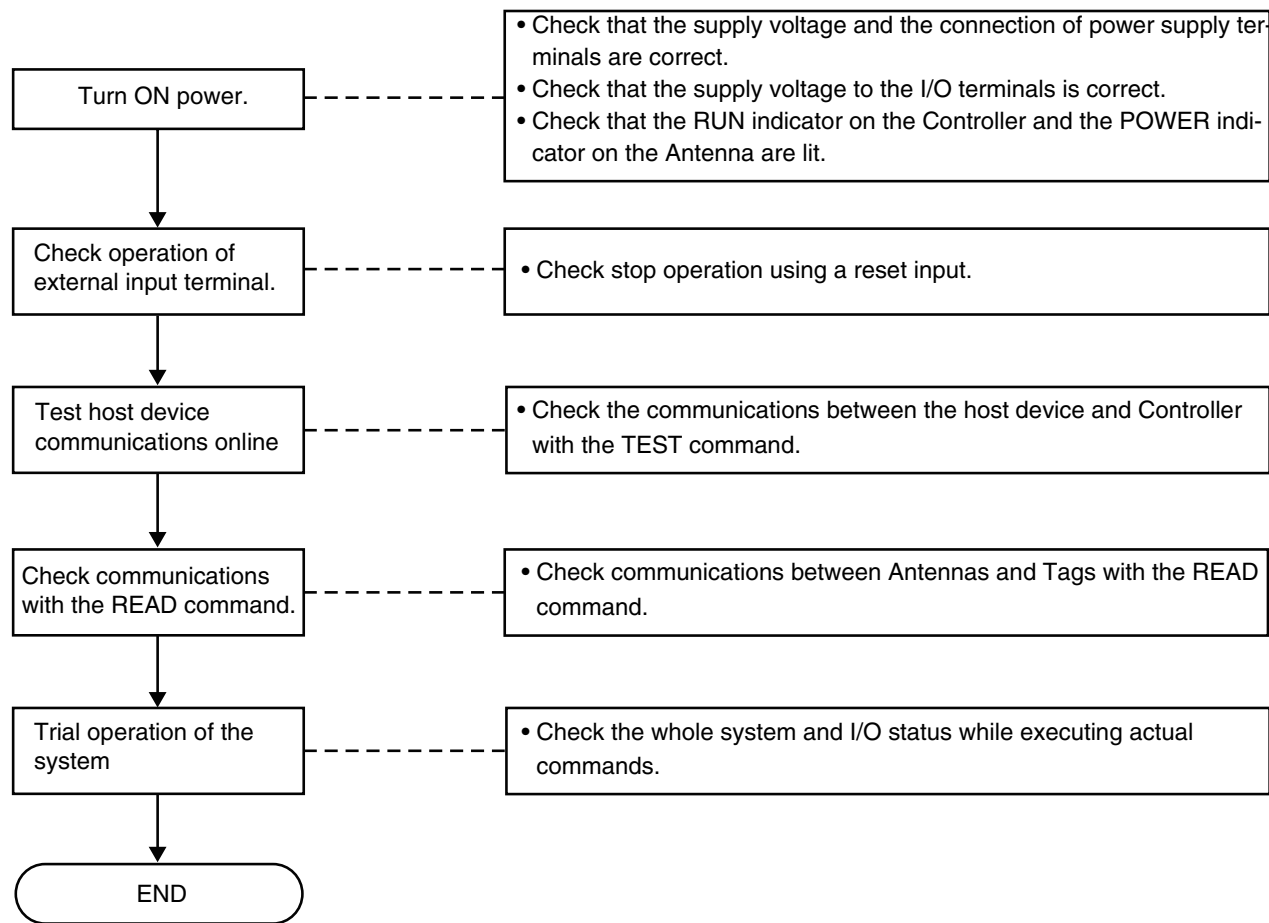 Turn ON power.
• Check that the supply voltage and the connection of power supply ter-
minals are correct.
• Check that the supply voltage to the I/O terminals is correct.
• Check that the RUN indicator on the Controller and the POWER indi-
cator on the Antenna are lit.
Check operation of
external input terminal.
• Check stop operation using a reset input.
Test host device
communications online
• Check the communications between the host device and Controller
with the TEST command.
Check communications
with the READ command.
• Check communications between Antennas and Tags with the READ
command.
Trial operation of the
system
• Check the whole system and I/O status while executing actual
commands.
END